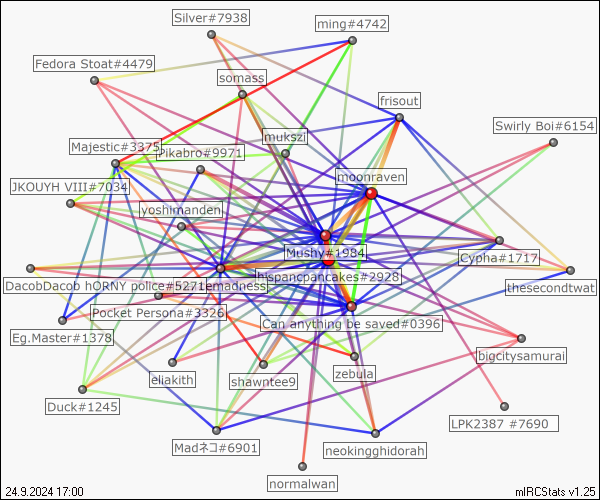 Silver#7938
ming#4742
Fedora Stoat#4479
somass
frisout
Swirly Boi#6154
mukszi
Majestic#3375
Pikabro#9971
moonraven
JKOUYH VIII#7034
yoshimanden
Mushy#1984
Cypha#1717
hispancpancakes#2928
DacobDacob hORNY police#5271
emadness
thesecondtwat
Pocket Persona#3326
Can anything be saved#0396
Eg.Master#1378
bigcitysamurai
zebula
eliakith
shawntee9
Duck#1245
LPK2387 #7690
Madネコ#6901
neokingghidorah
normalwan
24.9.2024 17:00
mIRCStats v1.25